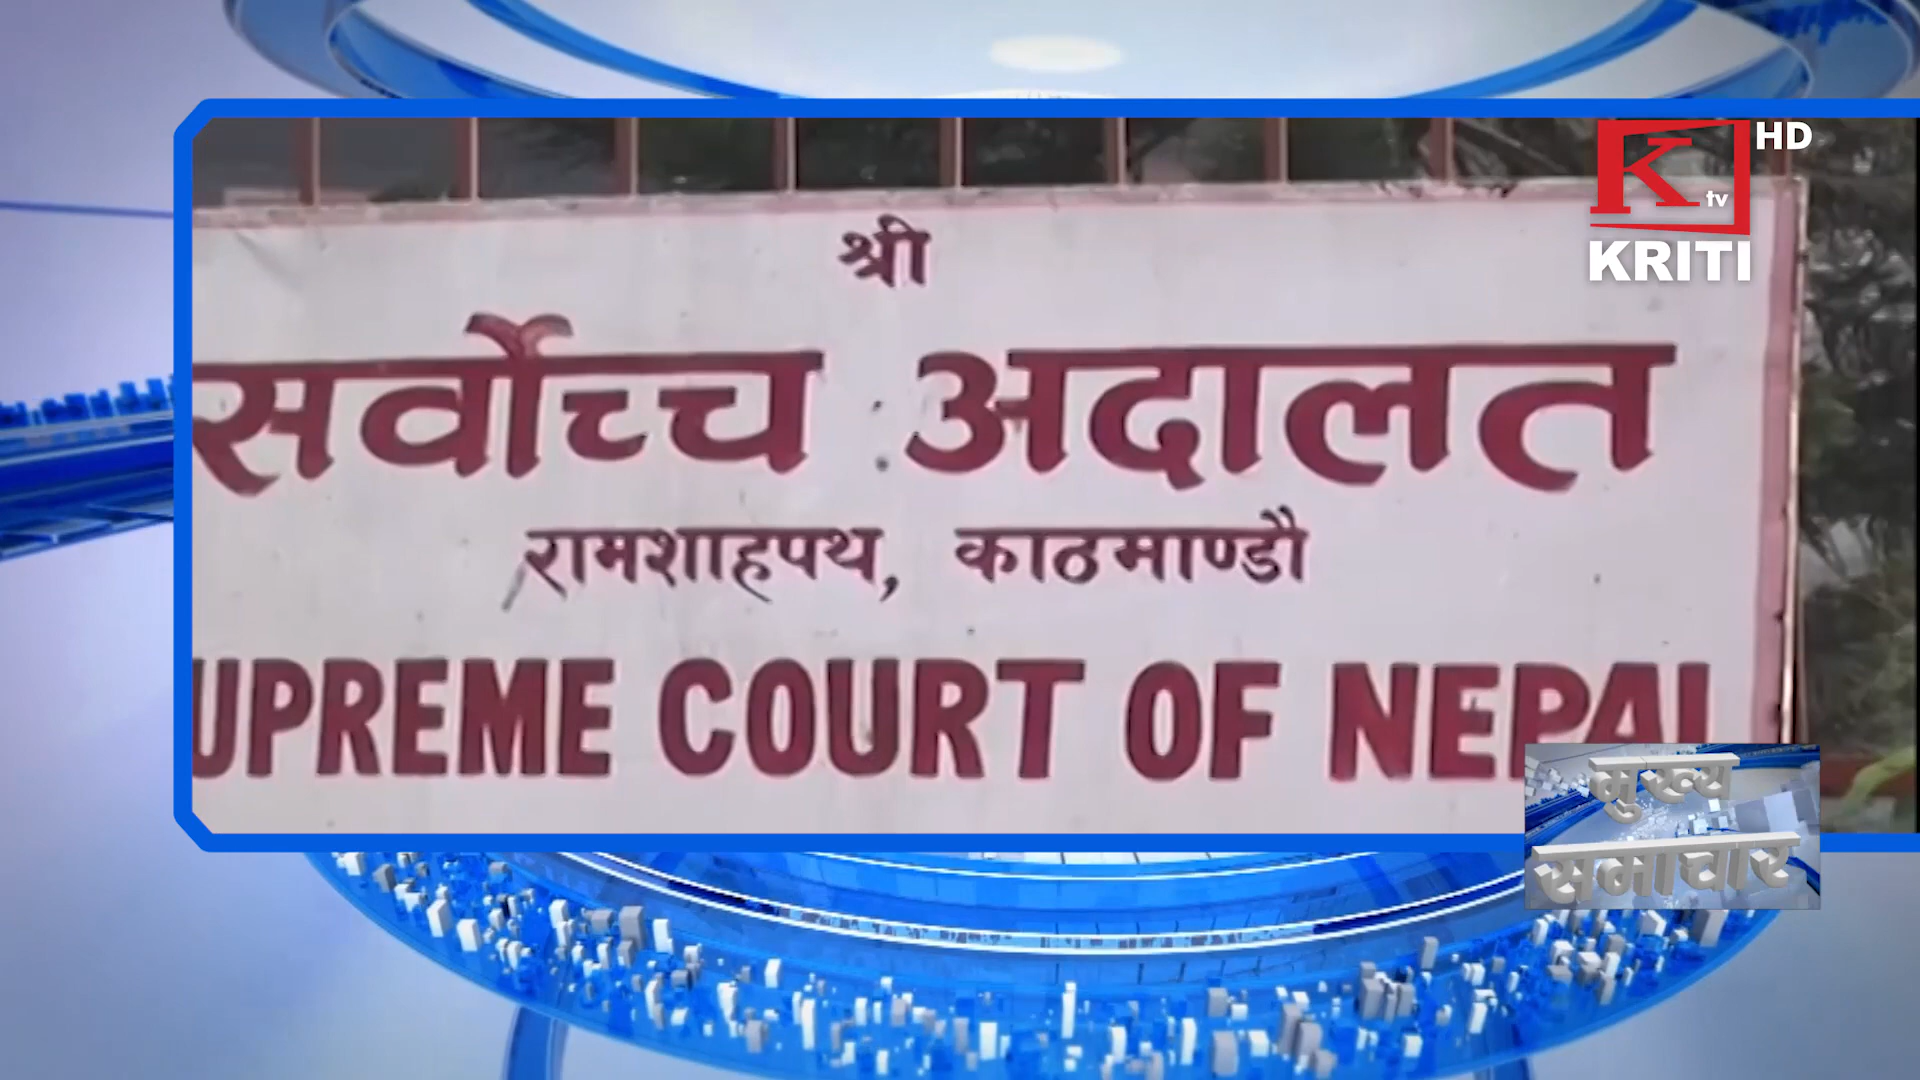 श्री
सर्वोच्च अदालत
रामशाहपथ, काठमाण्डौ
UPREME COURT OF NEPAL
K tv HD
KRITI
मुख्य
समाचार